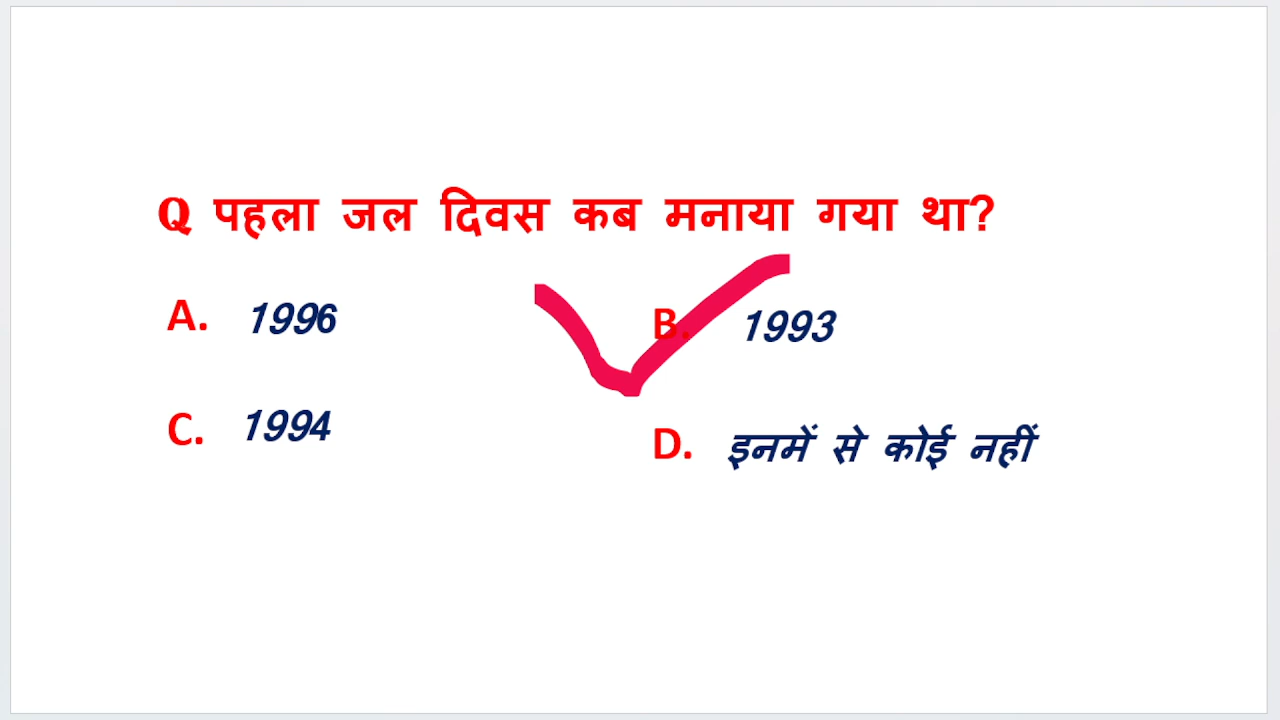 Q पहला जल दिवस कब मनाया गया था?
A. 1996
B. 1993
C. 1994
D. इनमें से कोई नहीं